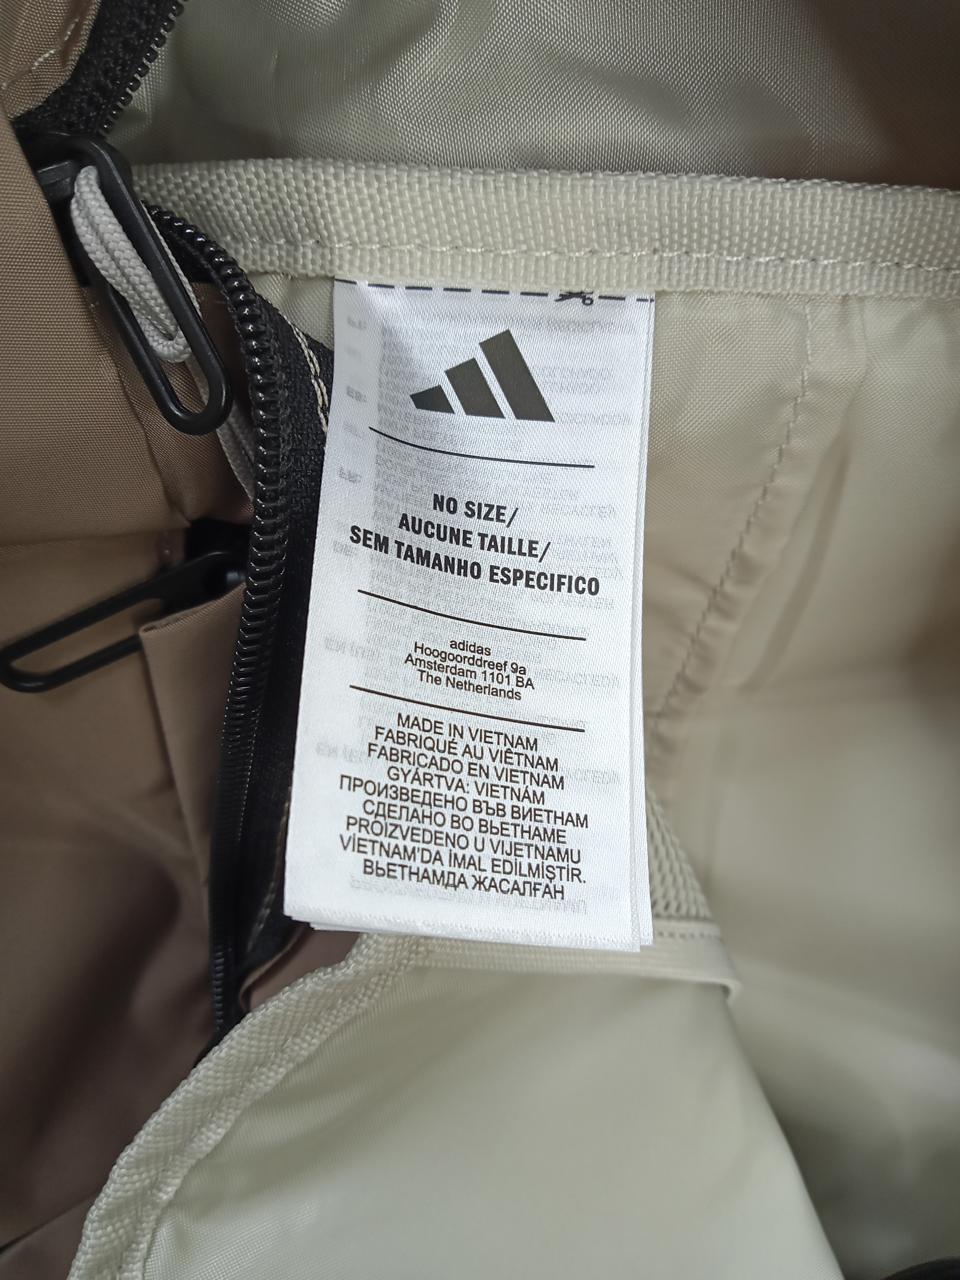 NO SIZE/
AUCUNE TAILLE/
SEM TAMANHO ESPECIFICO
adidas
Hoogoorddreef 9a
Amsterdam 1101 BA
The Netherlands
MADE IN VIETNAM
FABRIQUÉ AU VIÊTNAM
FABRICADO EN VIETNAM
GYÁRTVA: VIETNÁM
ПРОИЗВЕДЕНО ВЪВ ВИЕТНАМ
СДЕЛАНО ВО ВЬЕТНАМЕ
PROIZVEDENO U VIJETNAMU
VİETNAM'DA İMAL EDİLMİŞTİR.
ВЬЕТНАМДА ЖАСАЛҒАН